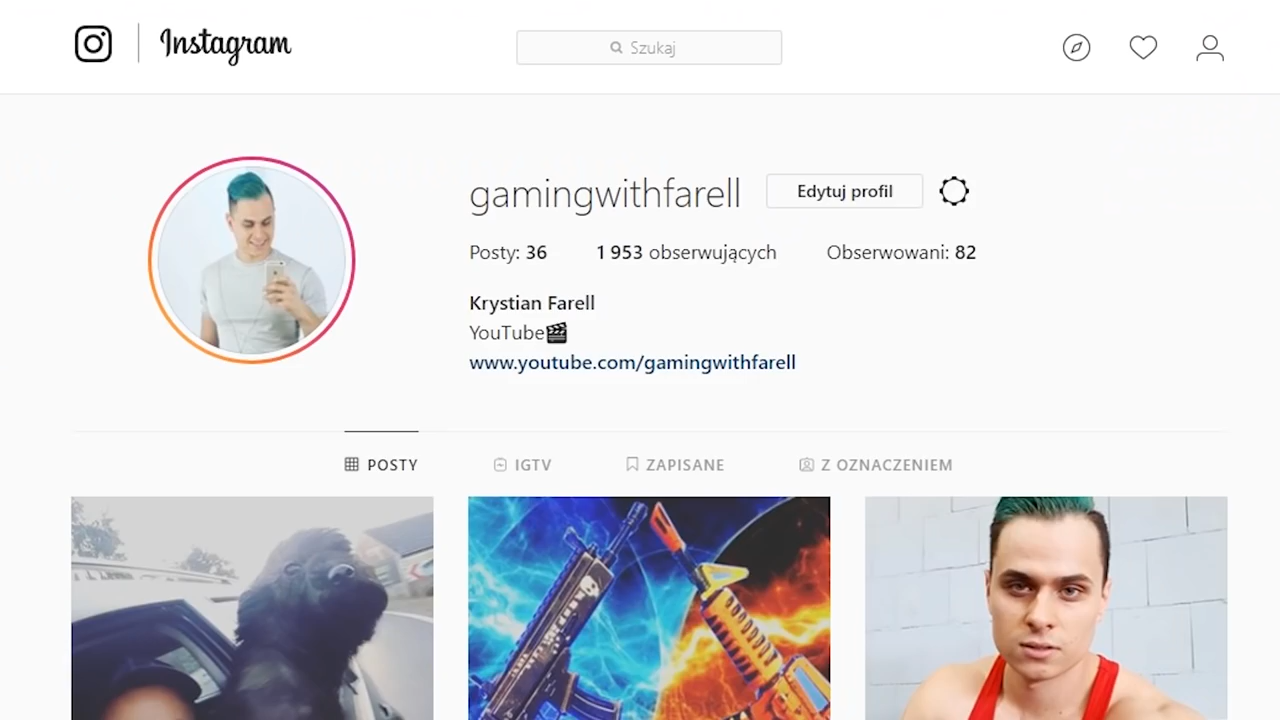 Instagram
Szukaj
gamingwithfarell Edytuj profil
Posty: 36 1 953 obserwujących Obserwowani: 82
Krystian Farell
YouTube🎬
www.youtube.com/gamingwithfarell
POSTY IGTV ZAPISANE Z OZNACZENIEM